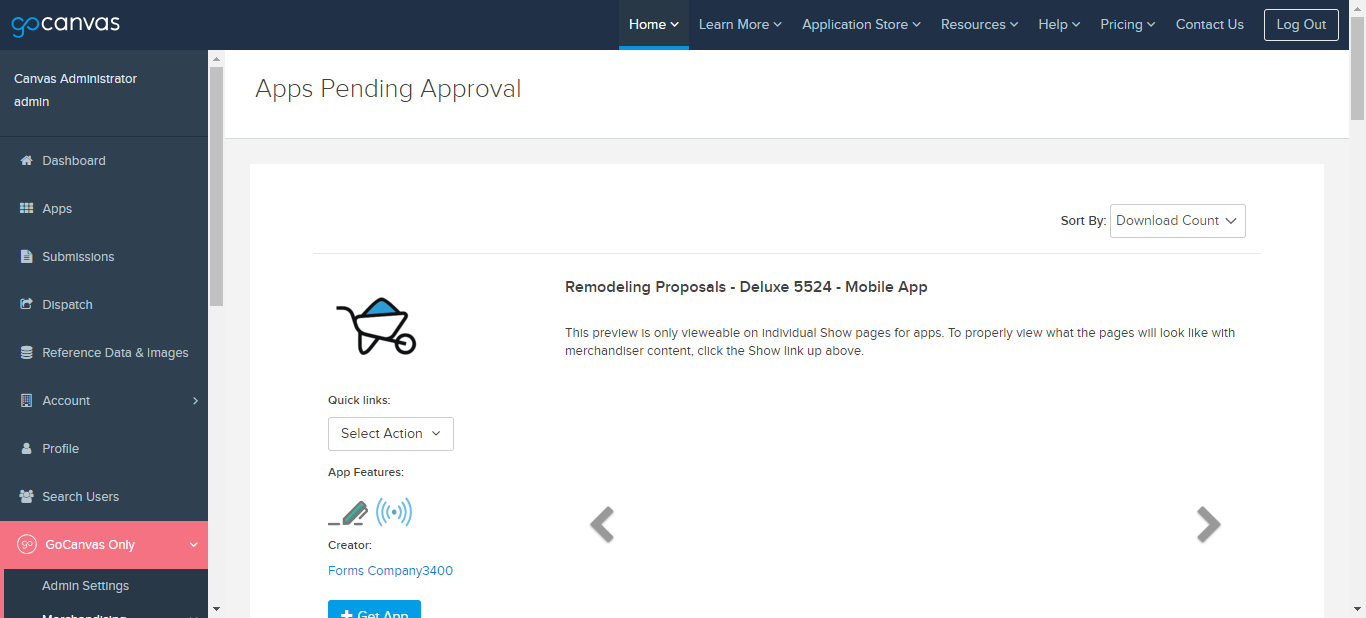 gocanvas
Home
Learn More
Application Store
Resources
Help
Pricing
Contact Us
Log Out
Canvas Administrator
admin
Dashboard
Apps
Submissions
Dispatch
Reference Data & Images
Account
Profile
Search Users
go
GoCanvas Only
Admin Settings
Merchandising
Apps Pending Approval
Sort By:
Download Count
Remodeling Proposals - Deluxe 5524 - Mobile App
This preview is only vieweable on individual Show pages for apps. To properly view what the pages will look like with
merchandiser content, click the Show link up above.
Quick links:
Select Action
App Features:
Creator:
Forms Company3400
Get App